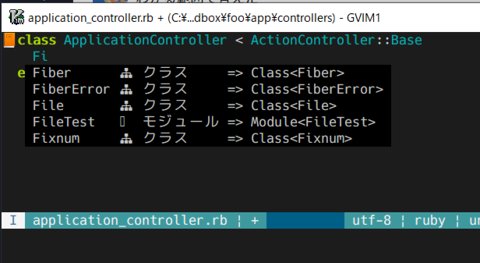 application_controller.rb + (C:¥...dbox¥foo¥app¥controllers) - GVIM1
class ApplicationController < ActionController::Base
Fi
e
Fiber クラス => Class<Fiber>
FiberError クラス => Class<FiberError>
File クラス => Class<File>
FileTest モジュール => Module<FileTest>
Fixnum クラス => Class<Fixnum>
I application_controller.rb ¦ + utf-8 ¦ ruby ¦